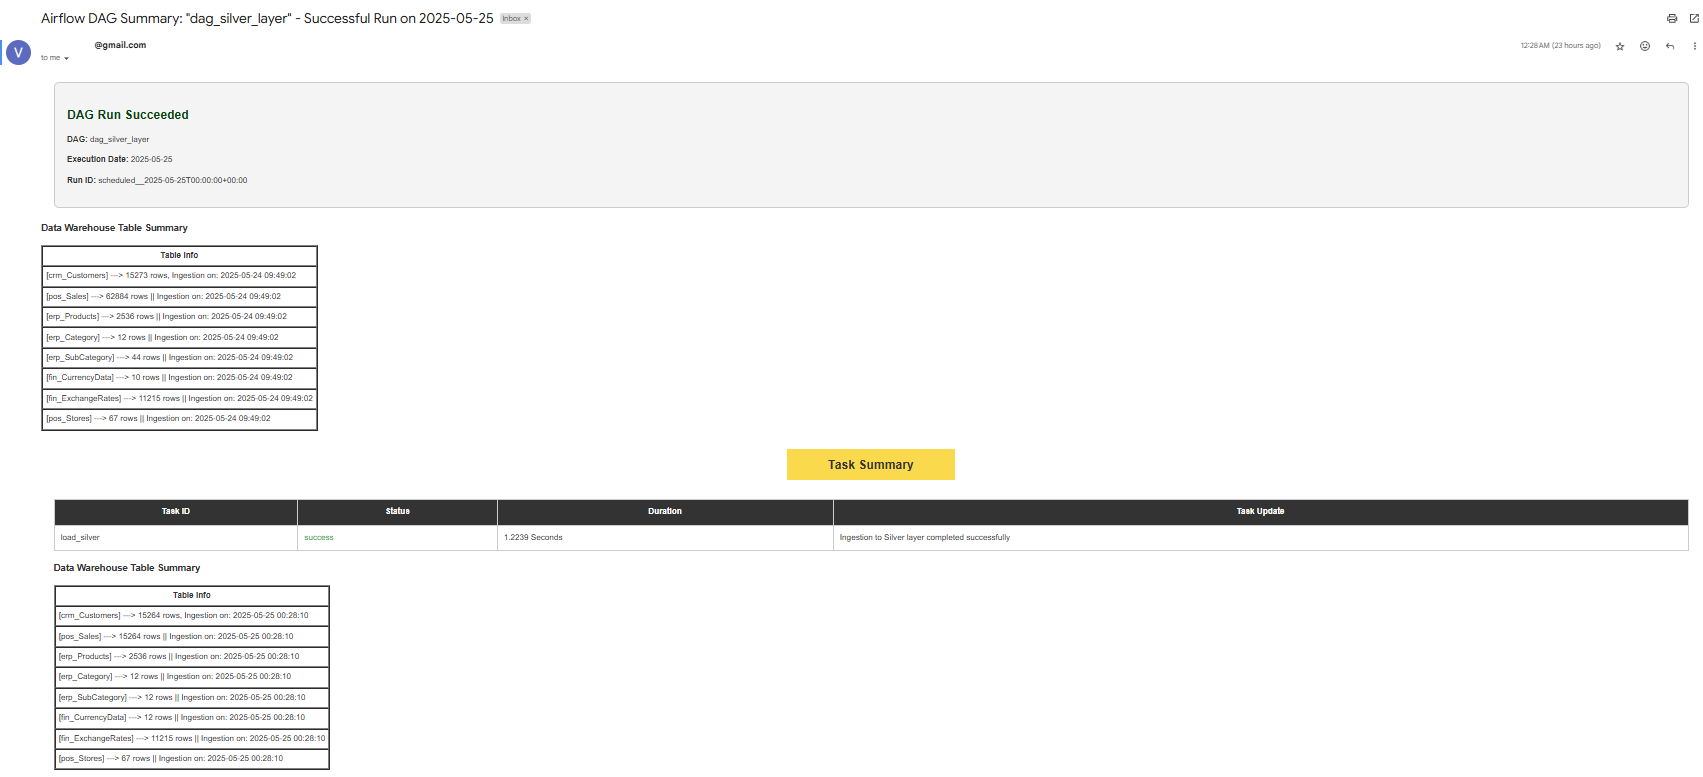 Airflow DAG Summary: "dag_silver_layer" - Successful Run on 2025-05-25 Inbox ×
V
@gmail.com
12:28 AM (23 hours ago)
to me
DAG Run Succeeded
DAG: dag_silver_layer
Execution Date: 2025-05-25
Run ID: scheduled__2025-05-25T00:00:00+00:00
Data Warehouse Table Summary
Table Info
[crm_Customers] ---> 15273 rows, Ingestion on: 2025-05-24 09:49:02
[pos_Sales] ---> 62884 rows || Ingestion on: 2025-05-24 09:49:02
[erp_Products] ---> 2536 rows || Ingestion on: 2025-05-24 09:49:02
[erp_Category] ---> 12 rows || Ingestion on: 2025-05-24 09:49:02
[erp_SubCategory] ---> 44 rows || Ingestion on: 2025-05-24 09:49:02
[fin_CurrencyData] ---> 10 rows || Ingestion on: 2025-05-24 09:49:02
[fin_ExchangeRates] ---> 11215 rows || Ingestion on: 2025-05-24 09:49:02
[pos_Stores] ---> 67 rows || Ingestion on: 2025-05-24 09:49:02
Task Summary
Task ID Status Duration Task Update
load_silver success 1.2239 Seconds Ingestion to Silver layer completed successfully
Data Warehouse Table Summary
Table Info
[crm_Customers] ---> 15264 rows, Ingestion on: 2025-05-25 00:28:10
[pos_Sales] ---> 15264 rows || Ingestion on: 2025-05-25 00:28:10
[erp_Products] ---> 2536 rows || Ingestion on: 2025-05-25 00:28:10
[erp_Category] ---> 12 rows || Ingestion on: 2025-05-25 00:28:10
[erp_SubCategory] ---> 12 rows || Ingestion on: 2025-05-25 00:28:10
[fin_CurrencyData] ---> 12 rows || Ingestion on: 2025-05-25 00:28:10
[fin_ExchangeRates] ---> 11215 rows || Ingestion on: 2025-05-25 00:28:10
[pos_Stores] ---> 67 rows || Ingestion on: 2025-05-25 00:28:10